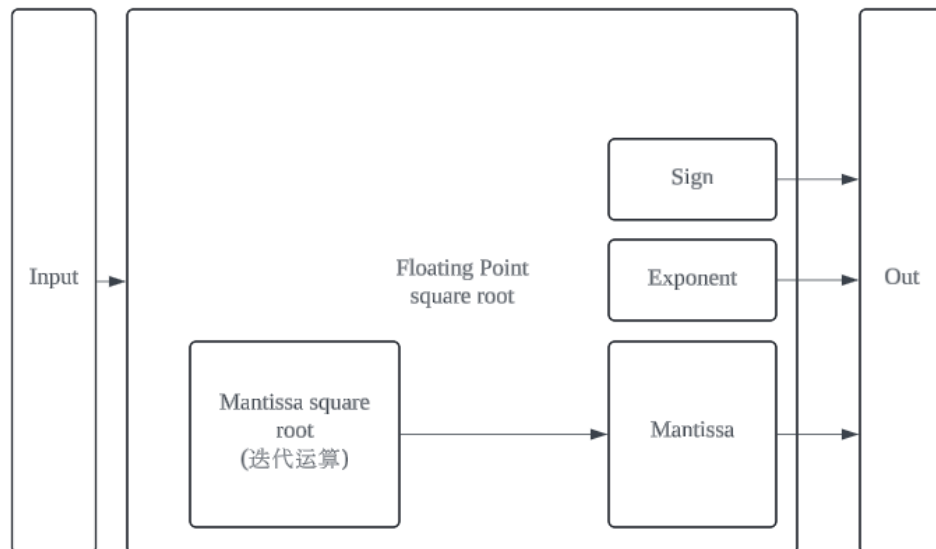 Sign
Input
Floating Point
square root
Exponent
Out
Mantissa square
root
(迭代运算)
Mantissa